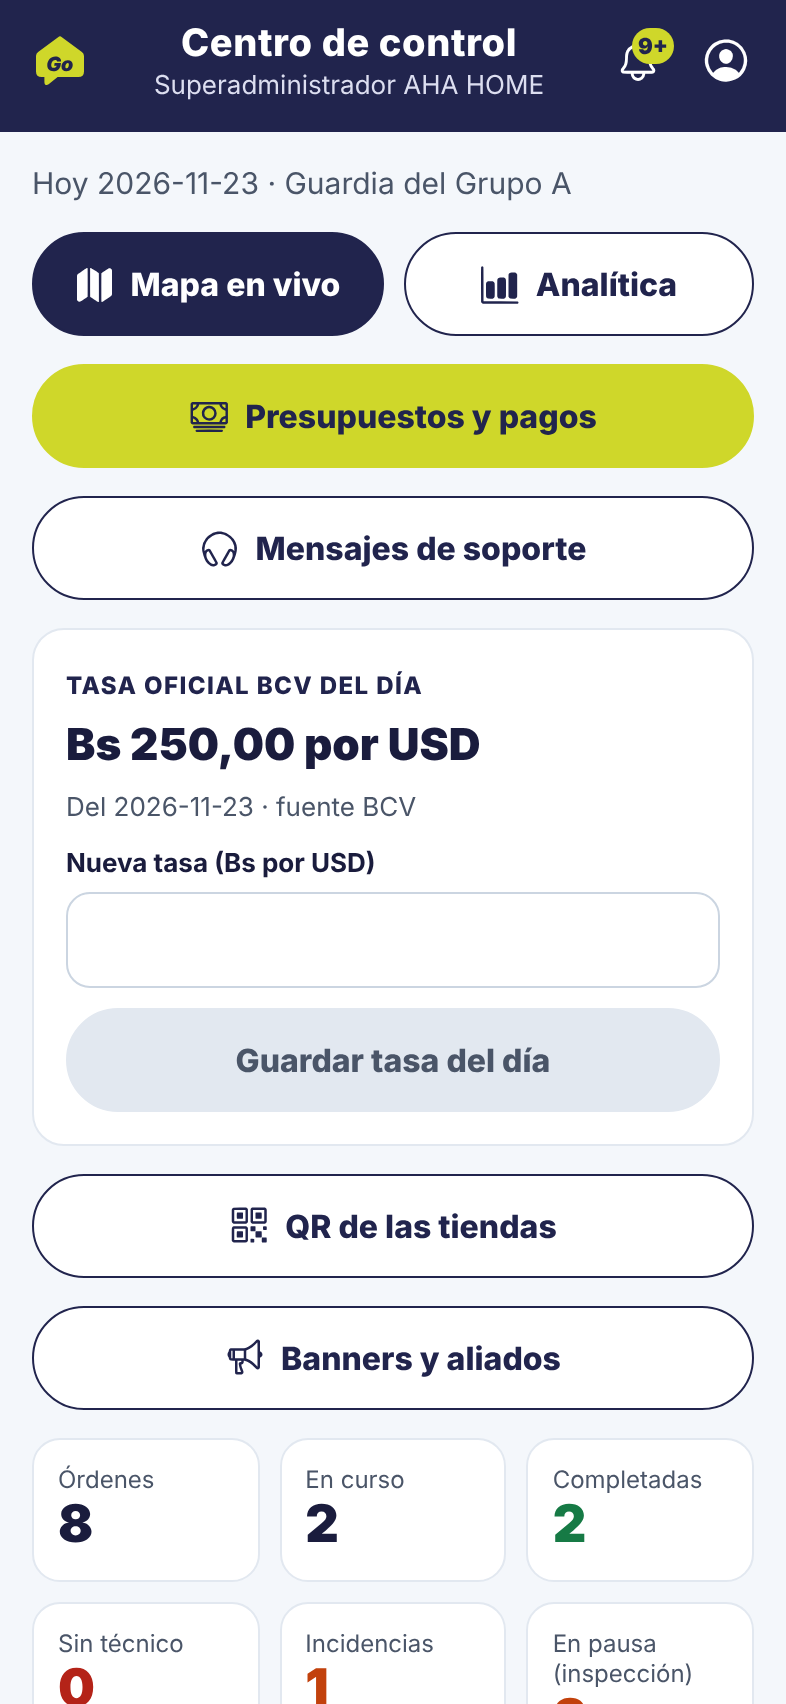 Go
Centro de control
Superadministrador AHA HOME
9+
Hoy 2026-11-23 · Guardia del Grupo A
Mapa en vivo
Analítica
Presupuestos y pagos
Mensajes de soporte
TASA OFICIAL BCV DEL DÍA
Bs 250,00 por USD
Del 2026-11-23 · fuente BCV
Nueva tasa (Bs por USD)
Guardar tasa del día
QR de las tiendas
Banners y aliados
Órdenes
8
En curso
2
Completadas
2
Sin técnico
0
Incidencias
1
En pausa
(inspección)